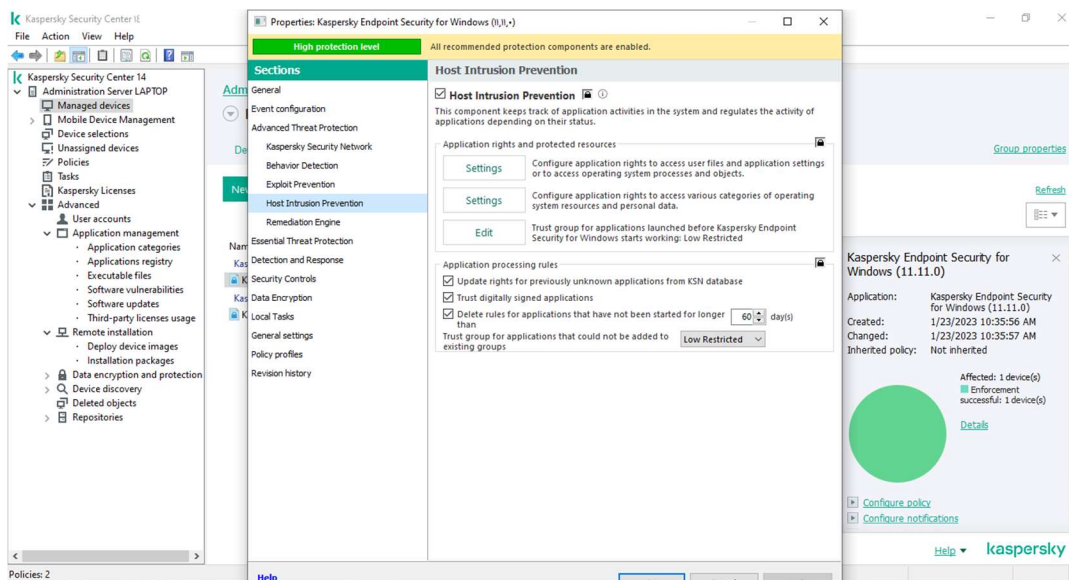 Kaspersky Security Center 14
File Action View Help
Kaspersky Security Center 14
Administration Server LAPTOP
Managed devices
Mobile Device Management
Device selections
Unassigned devices
Policies
Tasks
Kaspersky Licenses
Advanced
User accounts
Application management
Application categories
Applications registry
Executable files
Software vulnerabilities
Software updates
Third-party licenses usage
Remote installation
Deploy device images
Installation packages
Data encryption and protection
Device discovery
Deleted objects
Repositories
Policies: 2
Adm
De
Nev
Nam
Kas
K
Kas
K
Properties: Kaspersky Endpoint Security for Windows
High protection level
All recommended protection components are enabled.
Sections
General
Event configuration
Advanced Threat Protection
Kaspersky Security Network
Behavior Detection
Exploit Prevention
Host Intrusion Prevention
Remediation Engine
Essential Threat Protection
Detection and Response
Security Controls
Data Encryption
Local Tasks
General settings
Policy profiles
Revision history
Help
Host Intrusion Prevention
Host Intrusion Prevention
This component keeps track of application activities in the system and regulates the activity of
applications depending on their status.
Application rights and protected resources
Settings
Configure application rights to access user files and application settings
or to access operating system processes and objects.
Settings
Configure application rights to access various categories of operating
system resources and personal data.
Edit
Trust group for applications launched before Kaspersky Endpoint
Security for Windows starts working: Low Restricted
Application processing rules
Update rights for previously unknown applications from KSN database
Trust digitally signed applications
Delete rules for applications that have not been started for longer
than
60 day(s)
Trust group for applications that could not be added to
existing groups
Low Restricted
Group properties
Refresh
Kaspersky Endpoint Security for
Windows (11.11.0)
Application: Kaspersky Endpoint Security
for Windows (11.11.0)
Created: 1/23/2023 10:35:56 AM
Changed: 1/23/2023 10:35:57 AM
Inherited policy: Not inherited
Affected: 1 device(s)
Enforcement
successful: 1 device(s)
Details
Configure policy
Configure notifications
Help
kaspersky